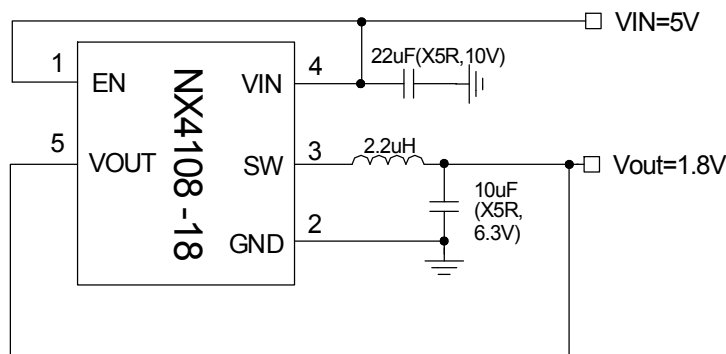 VIN=5V
22uF(X5R,10V)
1
EN
VIN
4
NX4108-18
5
VOUT
SW
3
2.2uH
Vout=1.8V
10uF
(X5R,
6.3V)
GND
2